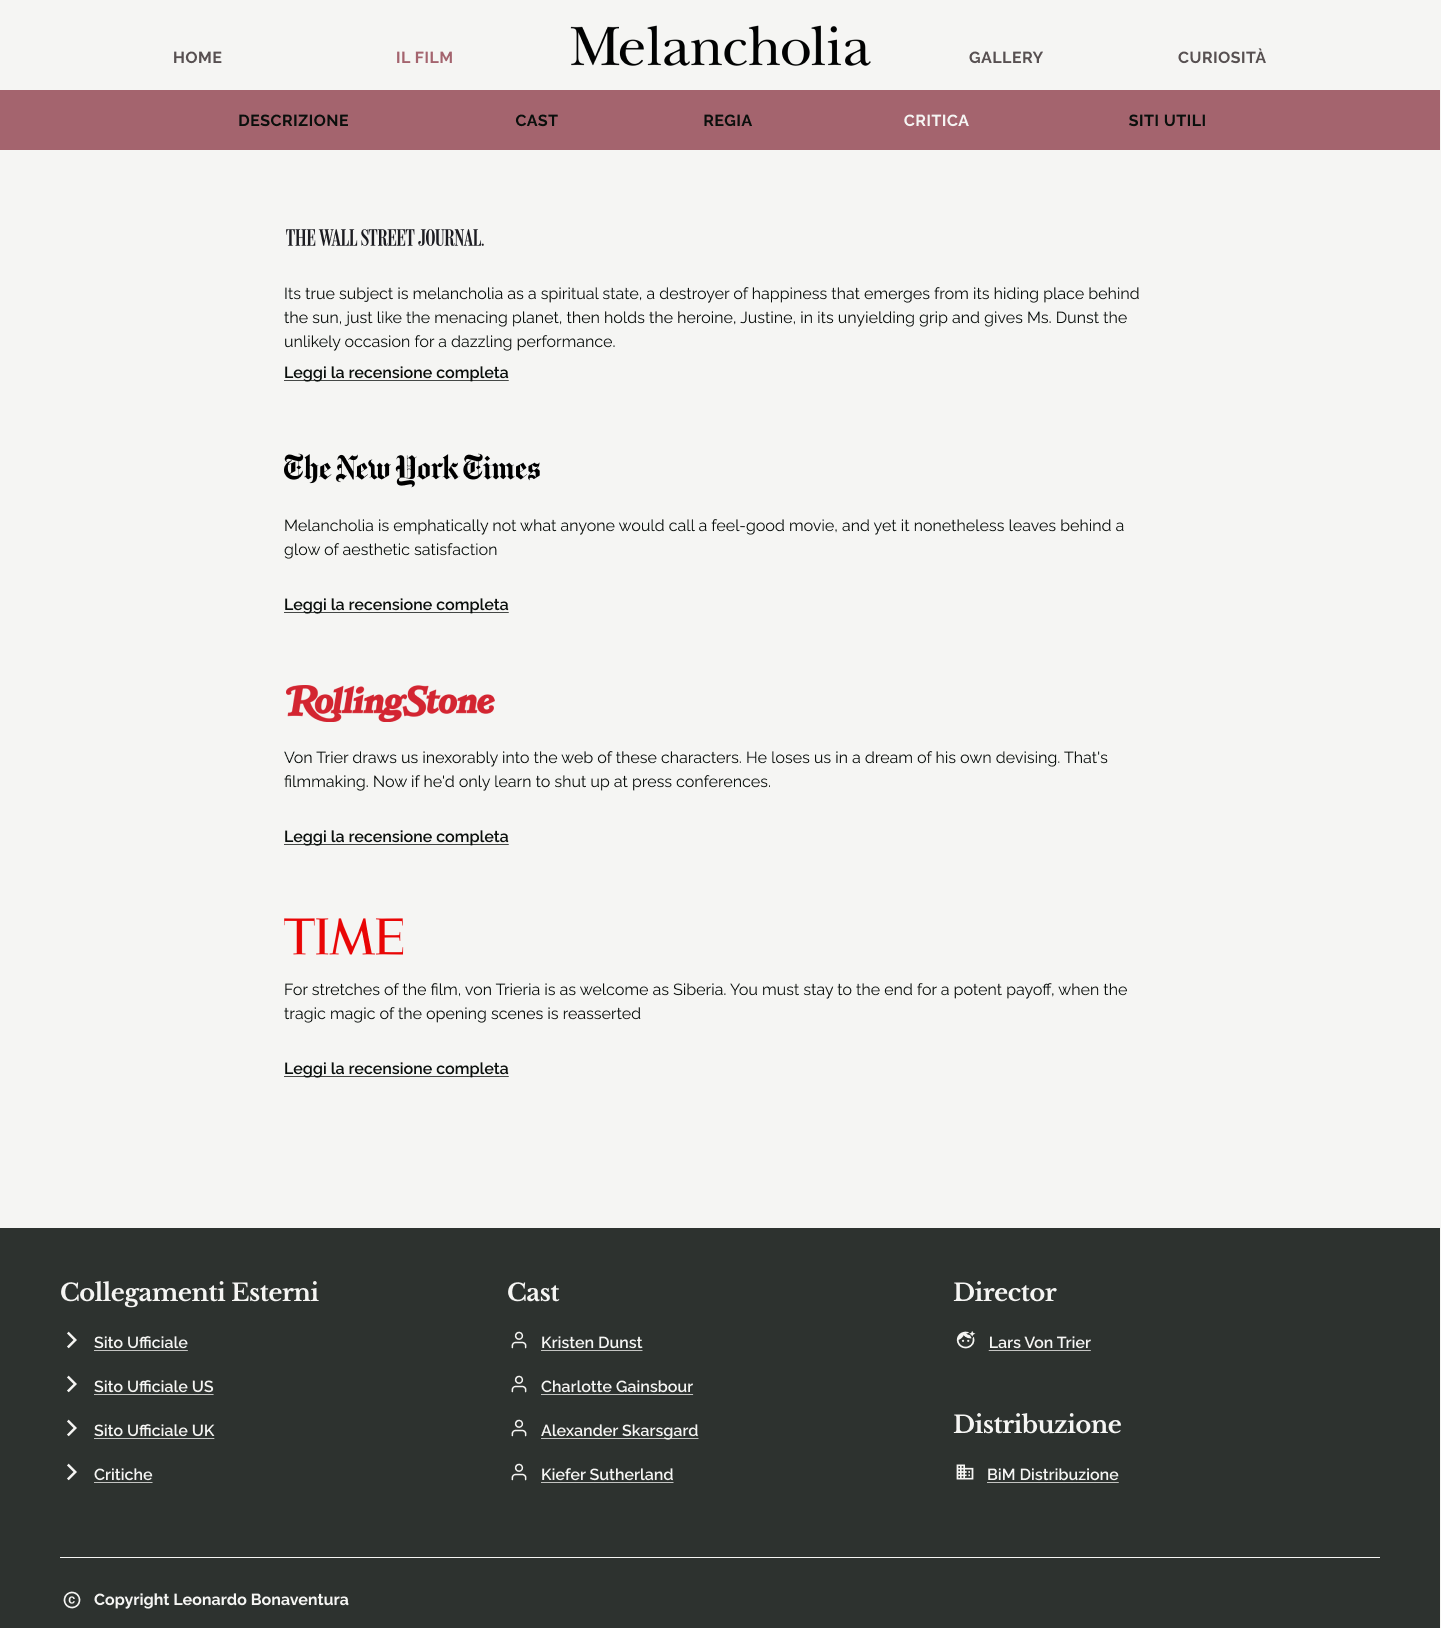 HOME IL FILM Melancholia GALLERY CURIOSITÀ
DESCRIZIONE CAST REGIA CRITICA SITI UTILI
THE WALL STREET JOURNAL.
Its true subject is melancholia as a spiritual state, a destroyer of happiness that emerges from its hiding place behind
the sun, just like the menacing planet, then holds the heroine, Justine, in its unyielding grip and gives Ms. Dunst the
unlikely occasion for a dazzling performance.
Leggi la recensione completa
The New York Times
Melancholia is emphatically not what anyone would call a feel-good movie, and yet it nonetheless leaves behind a
glow of aesthetic satisfaction
Leggi la recensione completa
RollingStone
Von Trier draws us inexorably into the web of these characters. He loses us in a dream of his own devising. That's
filmmaking. Now if he'd only learn to shut up at press conferences.
Leggi la recensione completa
TIME
For stretches of the film, von Trieria is as welcome as Siberia. You must stay to the end for a potent payoff, when the
tragic magic of the opening scenes is reasserted
Leggi la recensione completa
Collegamenti Esterni
Sito Ufficiale
Sito Ufficiale US
Sito Ufficiale UK
Critiche
Cast
Kristen Dunst
Charlotte Gainsbour
Alexander Skarsgard
Kiefer Sutherland
Director
Lars Von Trier
Distribuzione
BiM Distribuzione
© Copyright Leonardo Bonaventura